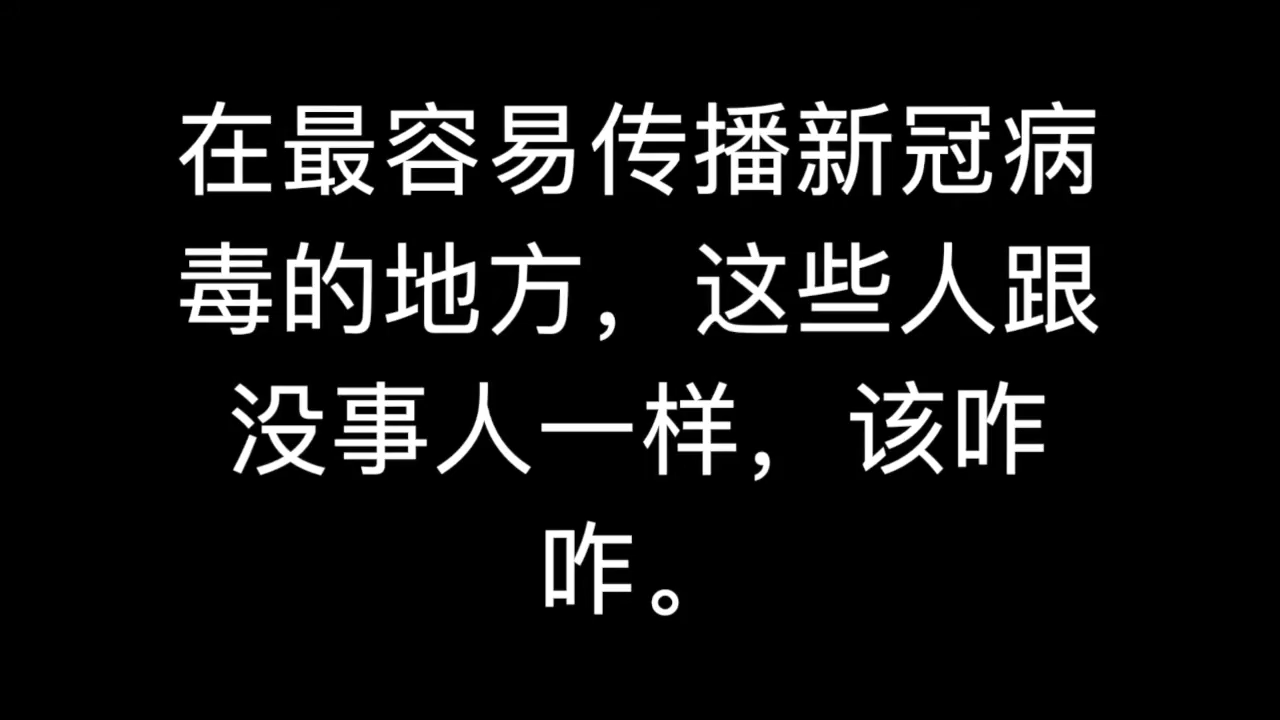 在最容易传播新冠病
毒的地方，这些人跟
没事人一样，该咋
咋。